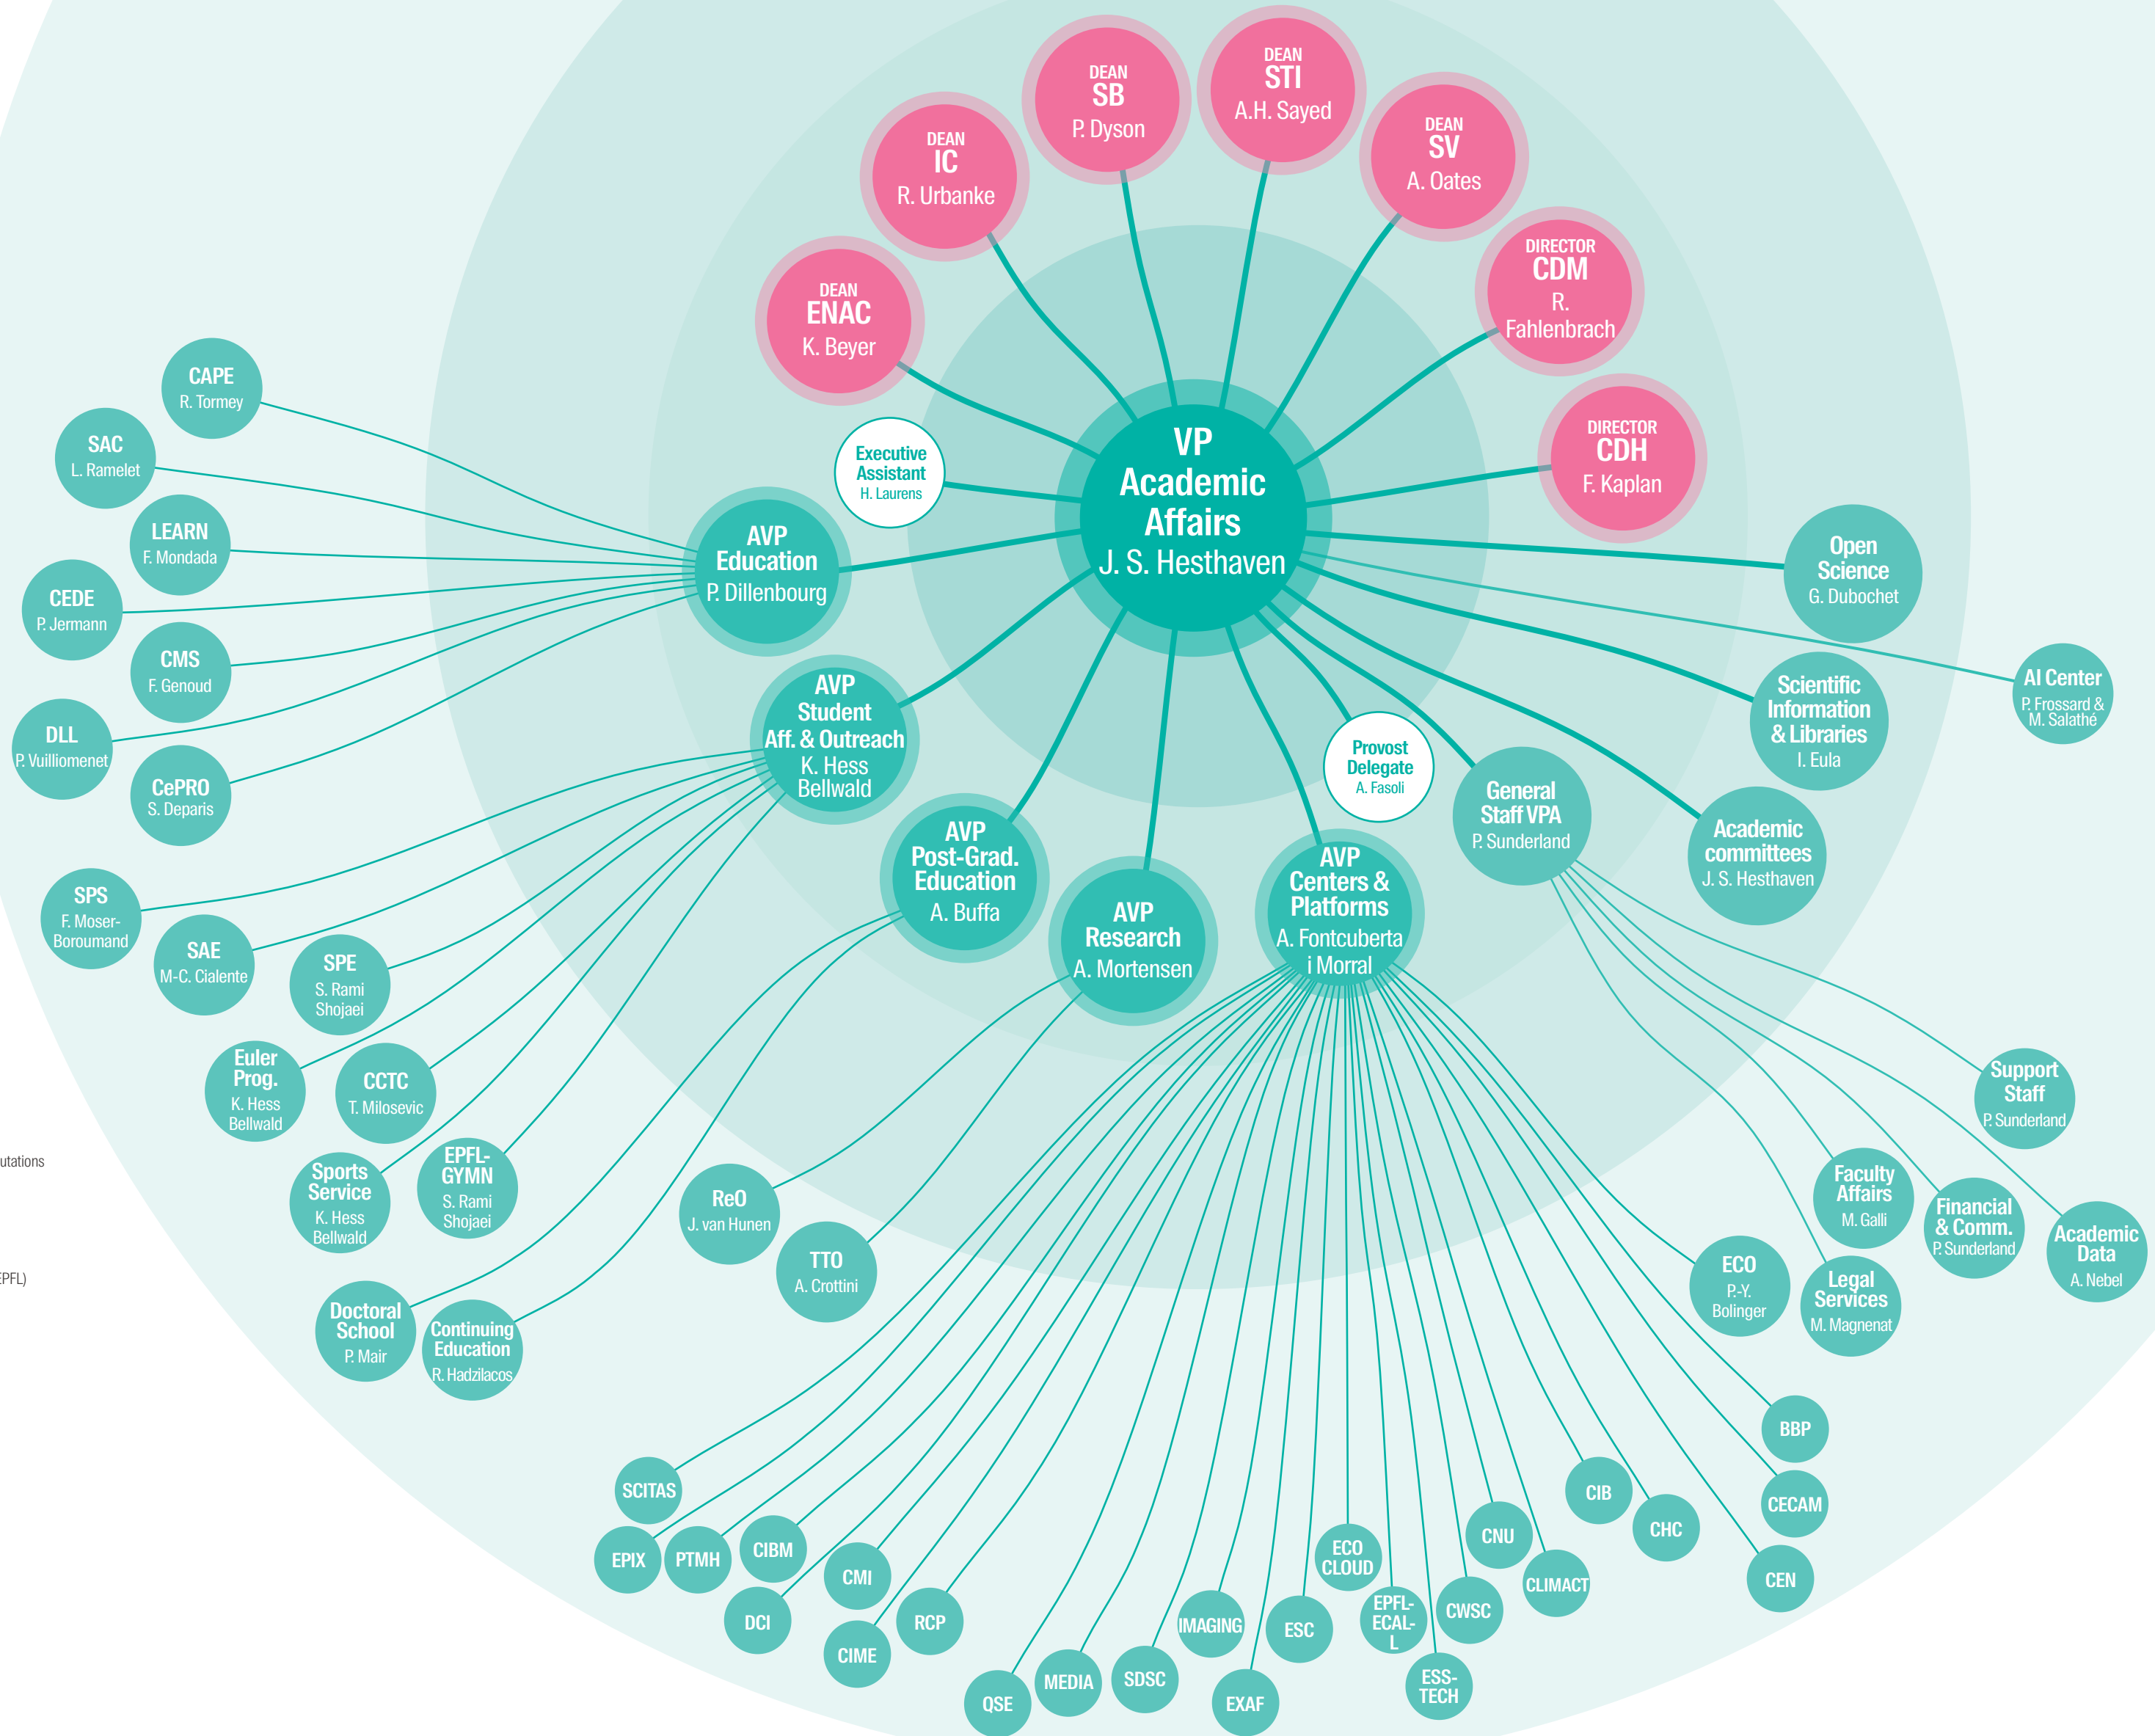 DEAN
STI
A.H. Sayed
DEAN
SB
P. Dyson
DEAN
SV
A. Oates
DEAN
IC
R. Urbanke
DIRECTOR
CDM
R.
Fahlenbrach
DEAN
ENAC
K. Beyer
DIRECTOR
CDH
F. Kaplan
VP
Academic
Affairs
J. S. Hesthaven
Executive
Assistant
H. Laurens
CAPE
R. Tormey
SAC
L. Ramelet
LEARN
F. Mondada
CEDE
P. Jermann
CMS
F. Genoud
DLL
P. Vuilliomenet
CePRO
S. Deparis
AVP
Education
P. Dillenbourg
Open
Science
G. Dubochet
AI Center
P. Frossard &
M. Salathé
Scientific
Information
& Libraries
I. Eula
AVP
Student
Aff. & Outreach
K. Hess
Bellwald
Provost
Delegate
A. Fasoli
General
Staff VPA
P. Sunderland
Academic
committees
J. S. Hesthaven
AVP
Post-Grad.
Education
A. Buffa
AVP
Research
A. Mortensen
AVP
Centers &
Platforms
A. Fontcuberta
i Morral
SPS
F. Moser-
Boroumand
SAE
M-C. Cialente
SPE
S. Rami
Shojaei
Euler
Prog.
K. Hess
Bellwald
CCTC
T. Milosevic
Sports
Service
K. Hess
Bellwald
EPFL-
GYMN
S. Rami
Shojaei
utations
EPFL)
Doctoral
School
P. Mair
Continuing
Education
R. Hadzilacos
ReO
J. van Hunen
TTO
A. Crottini
Support
Staff
P. Sunderland
Faculty
Affairs
M. Galli
Financial
& Comm.
P. Sunderland
Academic
Data
A. Nebel
ECO
P.-Y.
Bolinger
Legal
Services
M. Magnenat
SCITAS
EPIX
PTMH
CIBM
DCI
CMI
CIME
RCP
QSE
MEDIA
SDSC
IMAGING
EXAF
ESC
ECO
CLOUD
EPFL-
ECAL-
L
ESS-
TECH
CWSC
CNU
CLIMACT
CIB
CHC
CEN
CECAM
BBP